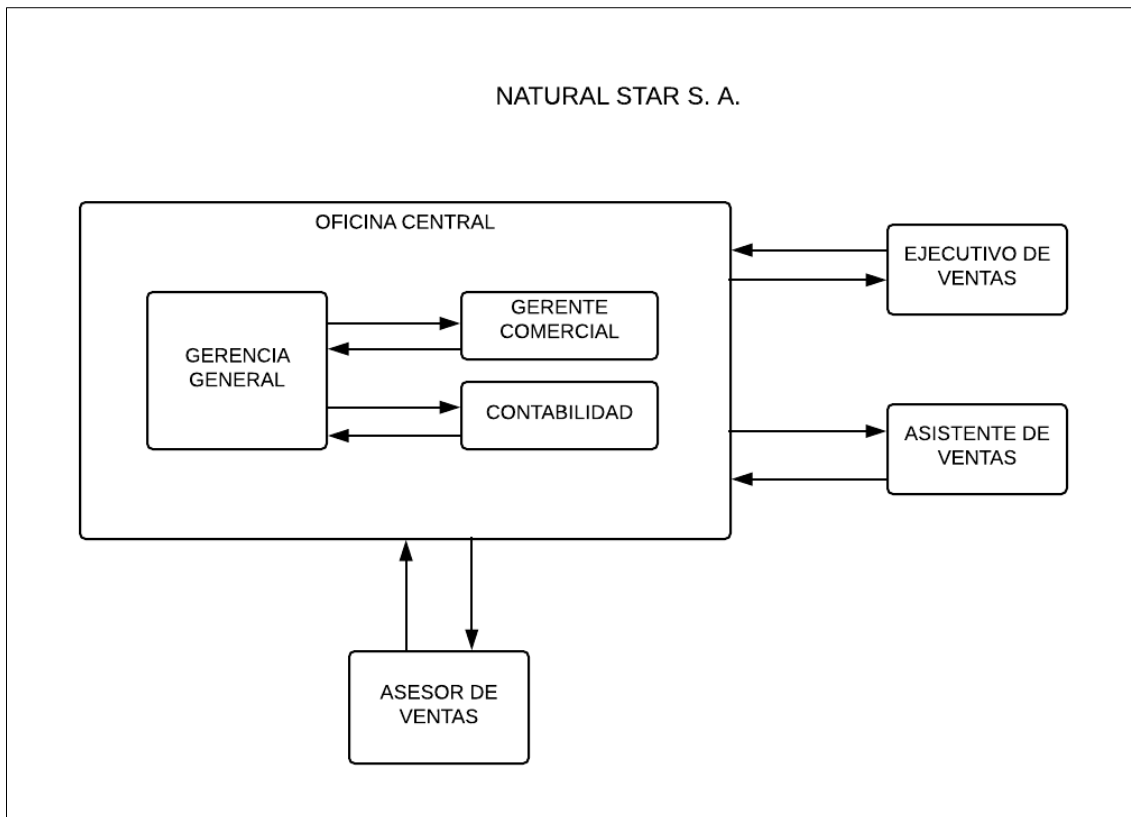 NATURAL STAR S. A.
OFICINA CENTRAL
EJECUTIVO DE
VENTAS
GERENTE
COMERCIAL
GERENCIA
GENERAL
CONTABILIDAD
ASISTENTE DE
VENTAS
ASESOR DE
VENTAS